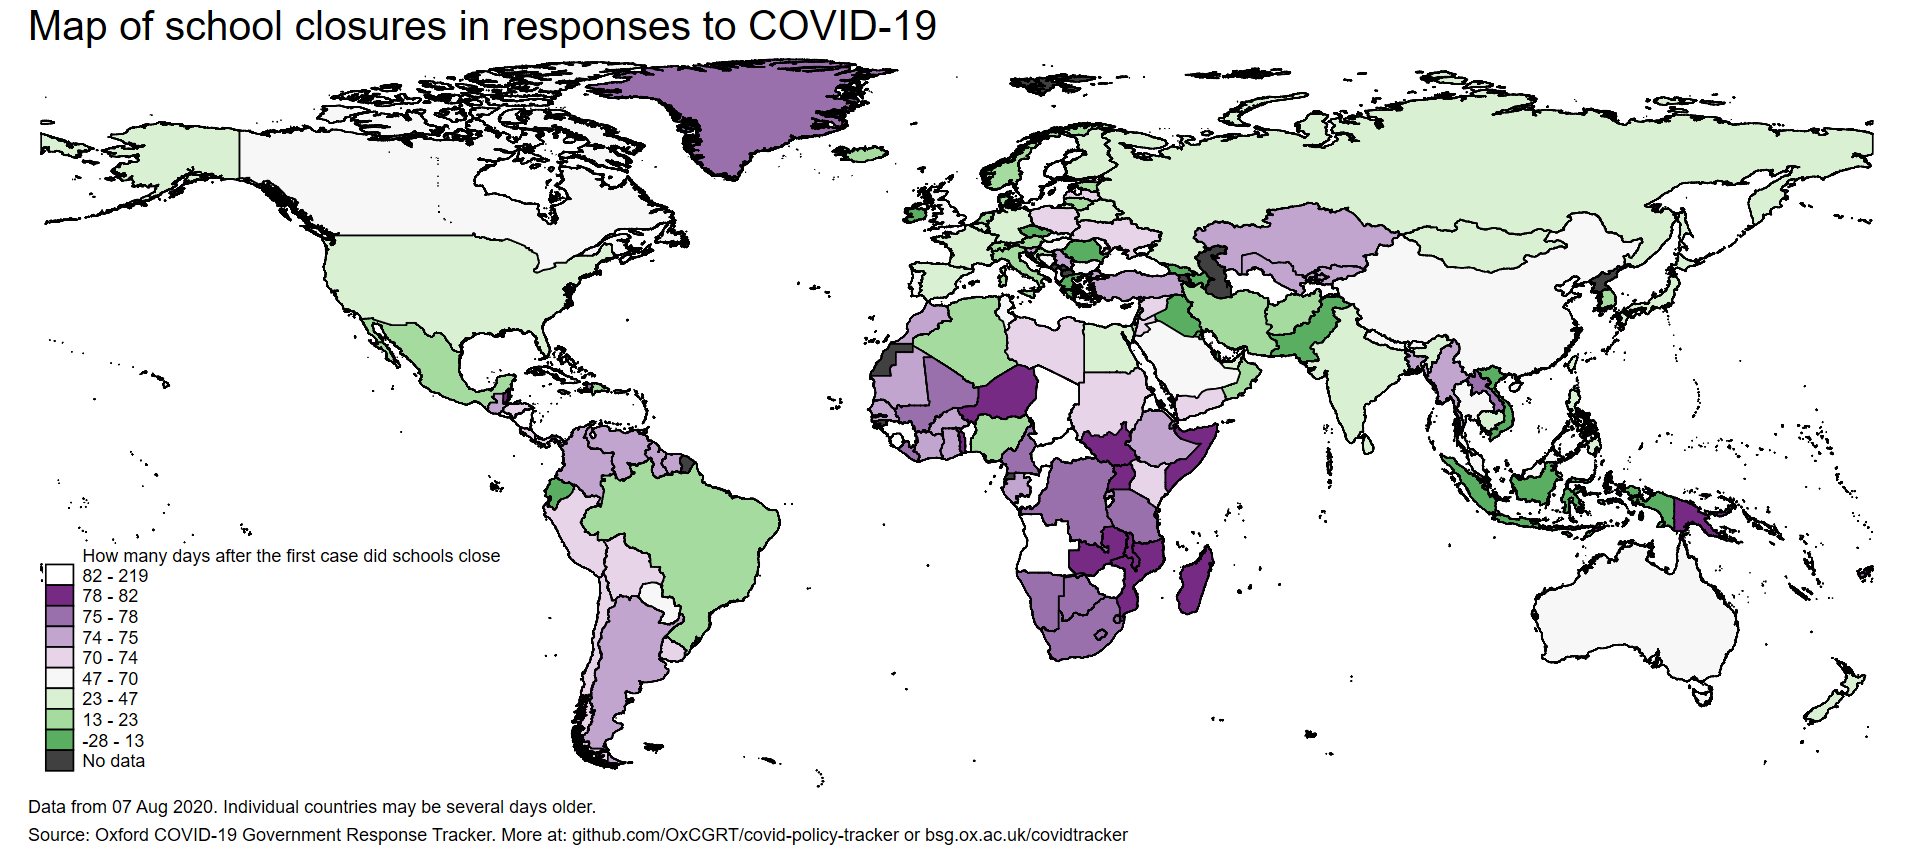 Map of school closures in responses to COVID-19
How many days after the first case did schools close
82 - 219
78 - 82
75 - 78
74 - 75
70 - 74
47 - 70
23 - 47
13 - 23
-28 - 13
No data
Data from 07 Aug 2020. Individual countries may be several days older.
Source: Oxford COVID-19 Government Response Tracker. More at: github.com/OxCGRT/covid-policy-tracker or bsg.ox.ac.uk/covidtracker